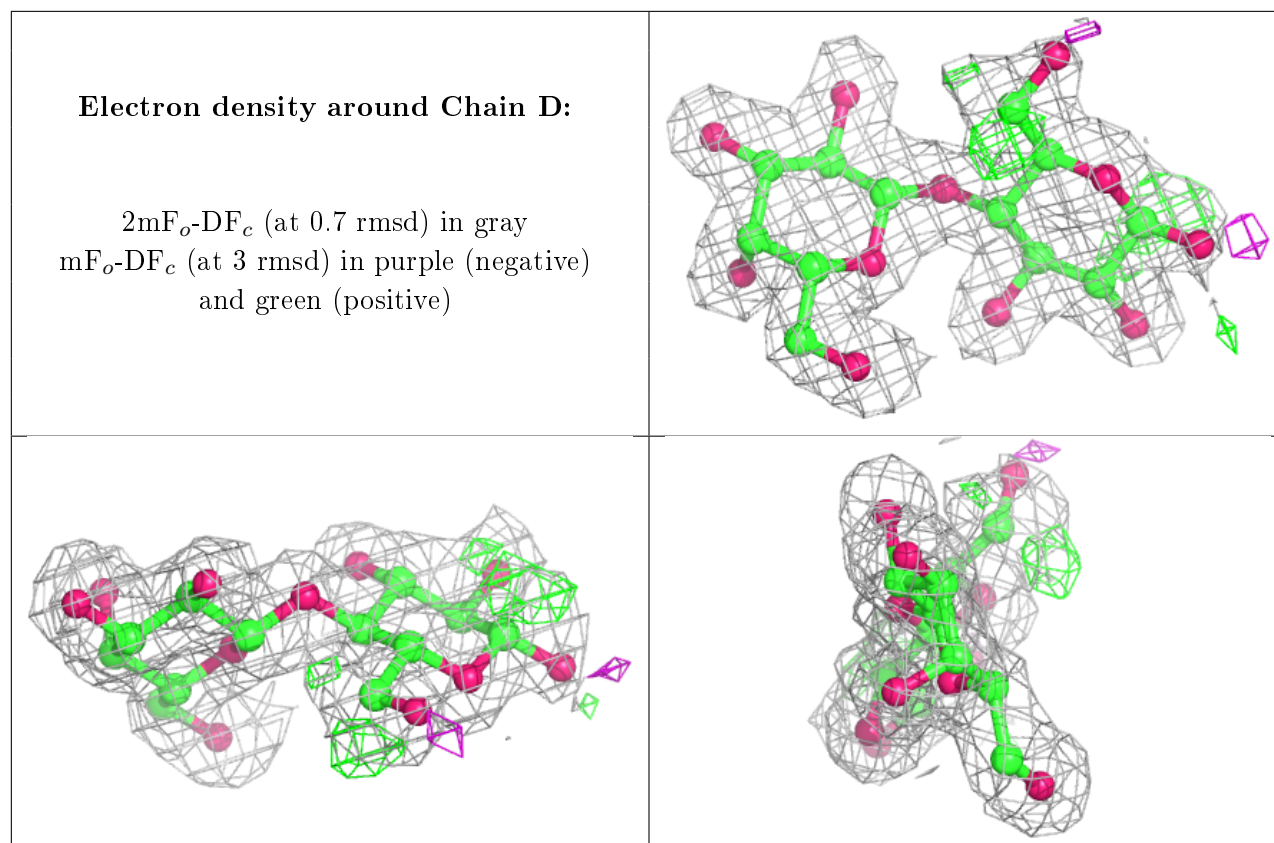 Electron density around Chain D:
2mFₒ-DF𝒸 (at 0.7 rmsd) in gray
mFₒ-DF𝒸 (at 3 rmsd) in purple (negative)
and green (positive)